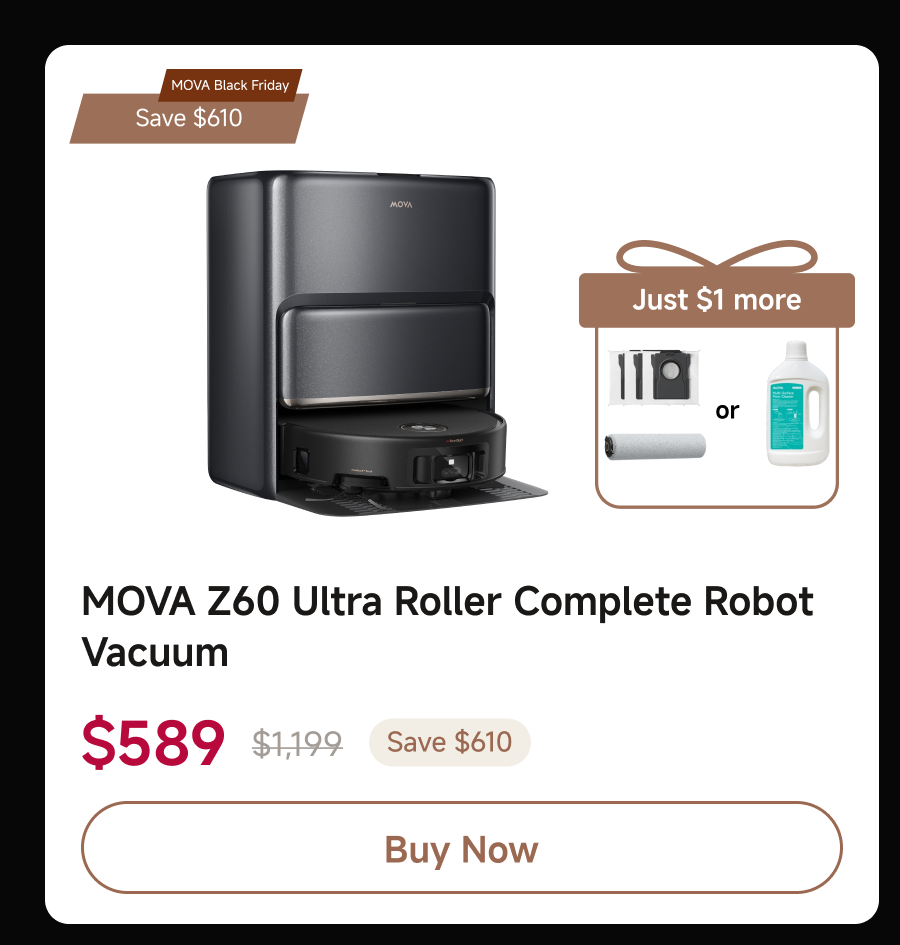 MOVA Black Friday
Save $610
MOVA
Just $1 more
or
MOVA Z60 Ultra Roller Complete Robot
Vacuum
$589 $1,199 Save $610
Buy Now